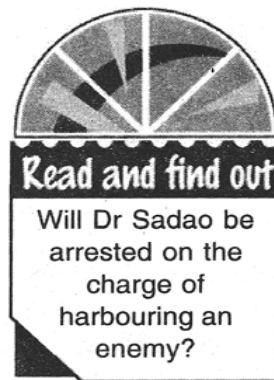 Read and find out
Will Dr Sadao be
arrested on the
charge of
harbouring an
enemy?